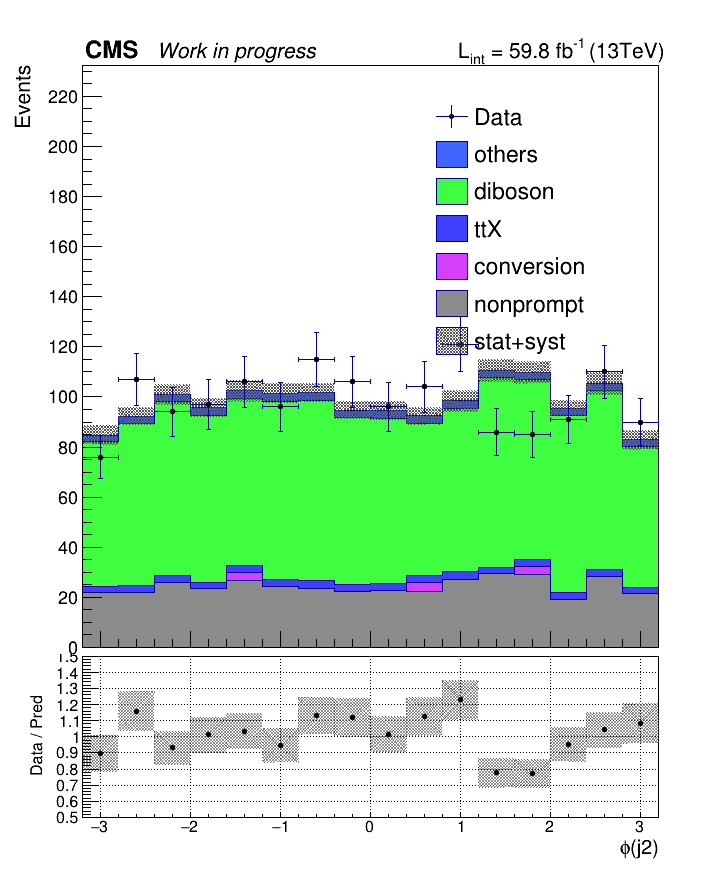 CMS Work in progress L_int = 59.8 fb^-1 (13TeV)
Events
220
200
180
160
140
120
100
80
60
40
20
0
Data
others
diboson
ttX
conversion
nonprompt
stat+syst
Data / Pred
1.5
1.4
1.3
1.2
1.1
1
0.9
0.8
0.7
0.6
0.5
−3 −2 −1 0 1 2 3
ϕ(j2)